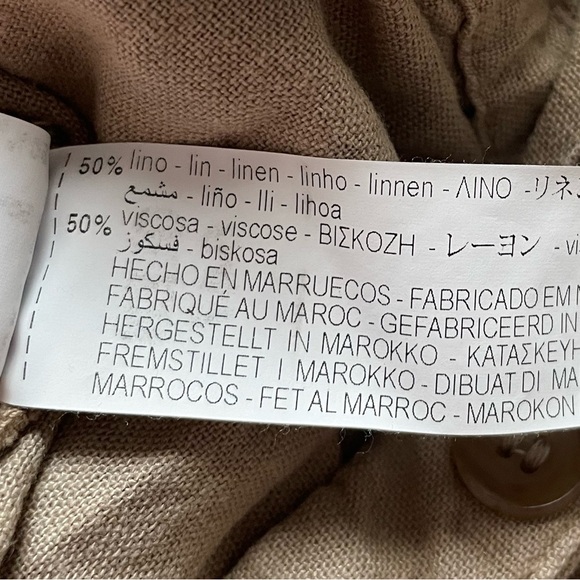 50% lino - lin - linen - linho - linnen - ΛΙΝΟ - リネ
مشمع - liño - lli - lihoa
50% viscosa - viscose - ΒΙΣΚΟΖΗ - レーヨン - vi
فسكوز - biskosa
HECHO EN MARRUECOS - FABRICADO EM
FABRIQUÉ AU MAROC - GEFABRICEERD IN
HERGESTELLT IN MAROKKO - ΚΑΤΑΣΚΕΥΗ
FREMSTILLET I MAROKKO - DIBUAT DI MA
MARROCOS - FET AL MARROC - MAROKON